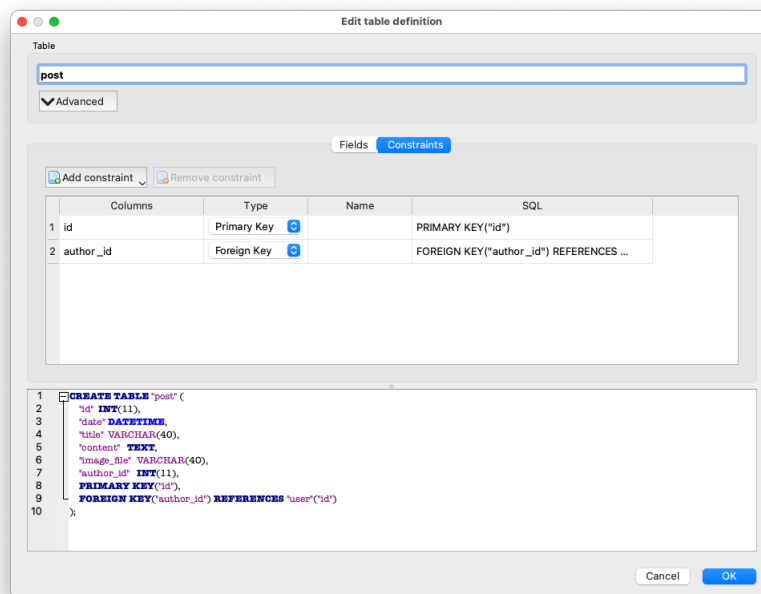 Edit table definition
Table
post
Advanced
Fields Constraints
Add constraint Remove constraint
Columns Type Name SQL
1 id Primary Key PRIMARY KEY("id")
2 author_id Foreign Key FOREIGN KEY("author_id") REFERENCES ...
1 CREATE TABLE "post" (
2 "id" INT(11),
3 "date" DATETIME,
4 "title" VARCHAR(40),
5 "content" TEXT,
6 "image_file" VARCHAR(40),
7 "author_id" INT(11),
8 PRIMARY KEY("id"),
9 FOREIGN KEY("author_id") REFERENCES "user"("id")
10 );
Cancel OK